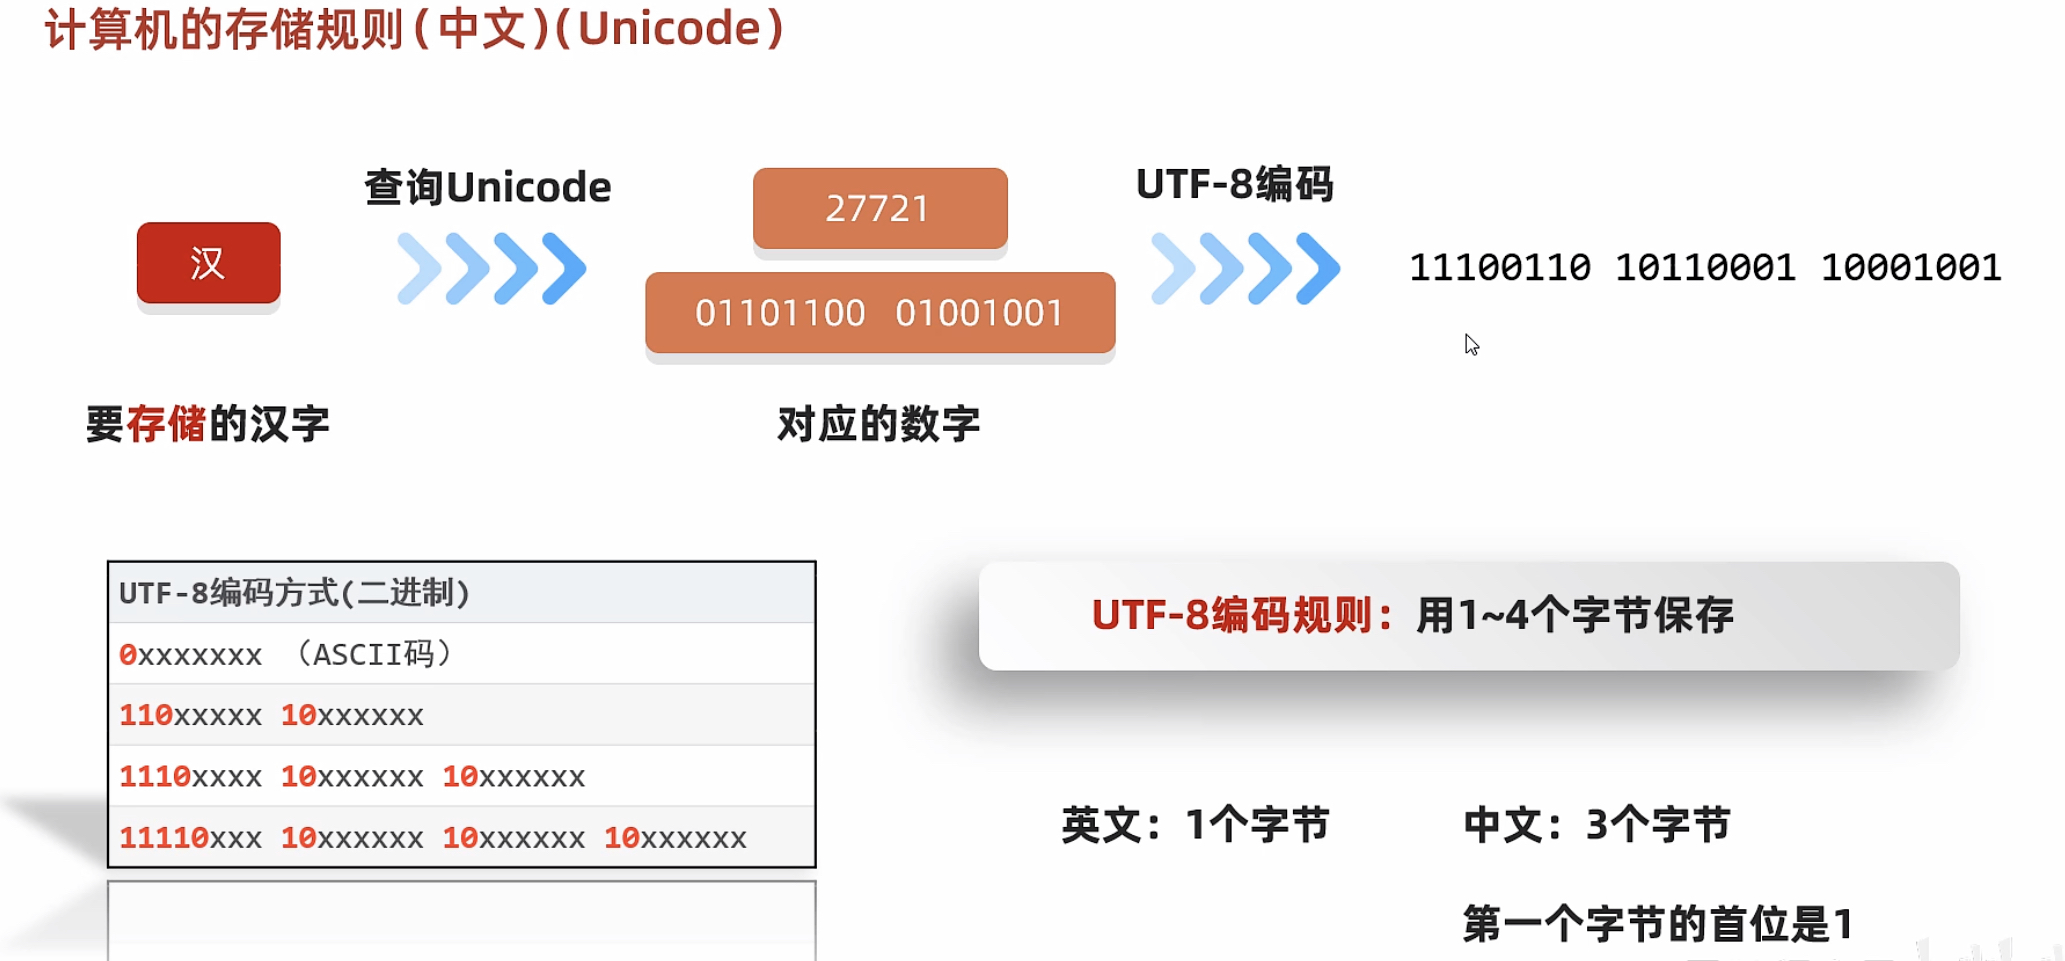 计算机的存储规则(中文)(Unicode)
查询Unicode
UTF-8编码
汉
27721
01101100 01001001
11100110 10110001 10001001
要存储的汉字
对应的数字
UTF-8编码方式(二进制)
0xxxxxxx （ASCII码）
110xxxxx 10xxxxxx
1110xxxx 10xxxxxx 10xxxxxx
11110xxx 10xxxxxx 10xxxxxx 10xxxxxx
UTF-8编码规则：用1~4个字节保存
英文：1个字节
中文：3个字节
第一个字节的首位是1